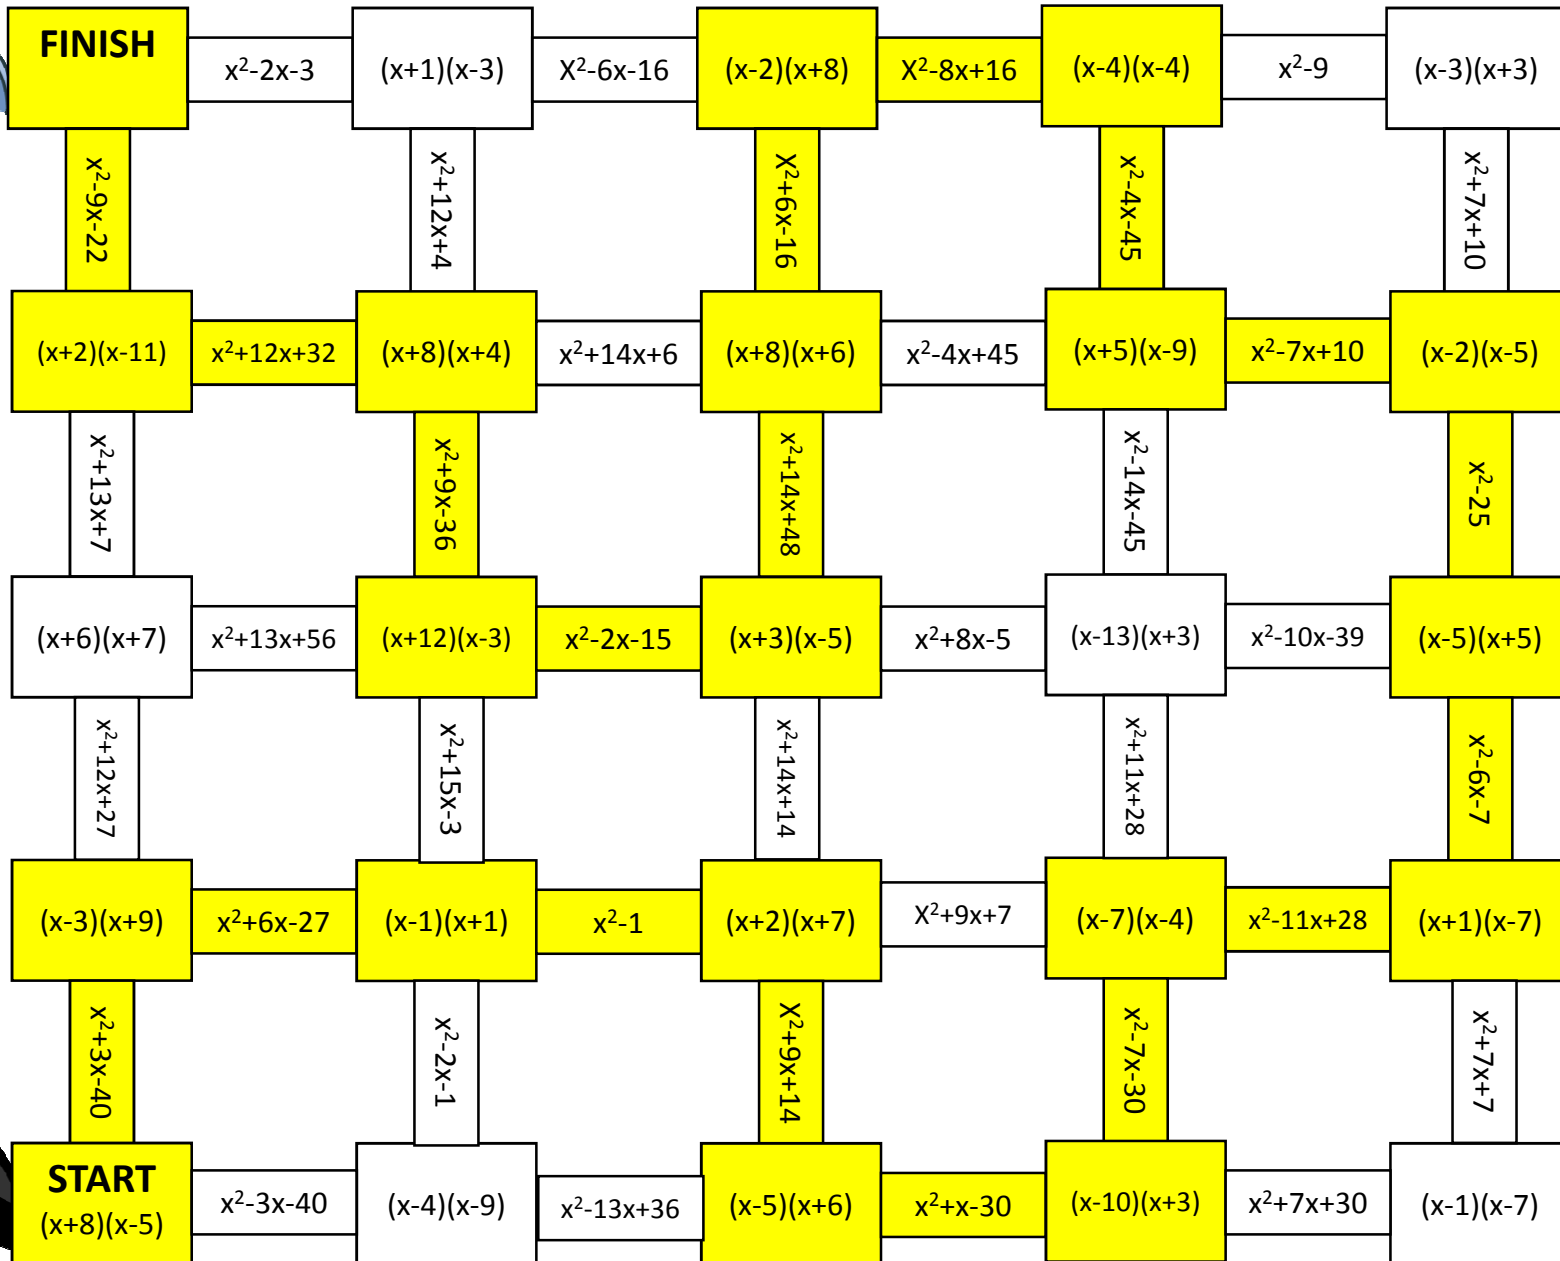 FINISH
x²-2x-3
(x+1)(x-3)
X²-6x-16
(x-2)(x+8)
X²-8x+16
(x-4)(x-4)
x²-9
(x-3)(x+3)
x²-9x-22
x²+12x+4
X²+6x-16
x²-4x-45
x²+7x+10
(x+2)(x-11)
x²+12x+32
(x+8)(x+4)
x²+14x+6
(x+8)(x+6)
x²-4x+45
(x+5)(x-9)
x²-7x+10
(x-2)(x-5)
x²+13x+7
x²+9x-36
x²+14x+48
x²-14x-45
x²-25
(x+6)(x+7)
x²+13x+56
(x+12)(x-3)
x²-2x-15
(x+3)(x-5)
x²+8x-5
(x-13)(x+3)
x²-10x-39
(x-5)(x+5)
x²+12x+27
x²+15x-3
x²+14x+14
x²+11x+28
x²-6x-7
(x-3)(x+9)
x²+6x-27
(x-1)(x+1)
x²-1
(x+2)(x+7)
X²+9x+7
(x-7)(x-4)
x²-11x+28
(x+1)(x-7)
x²+3x-40
x²-2x-1
X²+9x+14
x²-7x-30
x²+7x+7
START
(x+8)(x-5)
x²-3x-40
(x-4)(x-9)
x²-13x+36
(x-5)(x+6)
x²+x-30
(x-10)(x+3)
x²+7x+30
(x-1)(x-7)